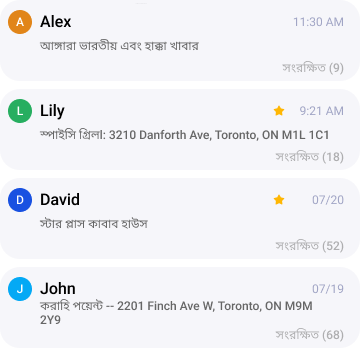 A Alex 11:30 AM
আঙ্গারা ভারতীয় এবং হাক্কা খাবার
সংরক্ষিত (9)
L Lily 9:21 AM
স্পাইসি গ্রিলl: 3210 Danforth Ave, Toronto, ON M1L 1C1
সংরক্ষিত (18)
D David 07/20
স্টার প্লাস কাবাব হাউস
সংরক্ষিত (52)
J John 07/19
করাহি পয়েন্ট -- 2201 Finch Ave W, Toronto, ON M9M
2Y9
সংরক্ষিত (68)